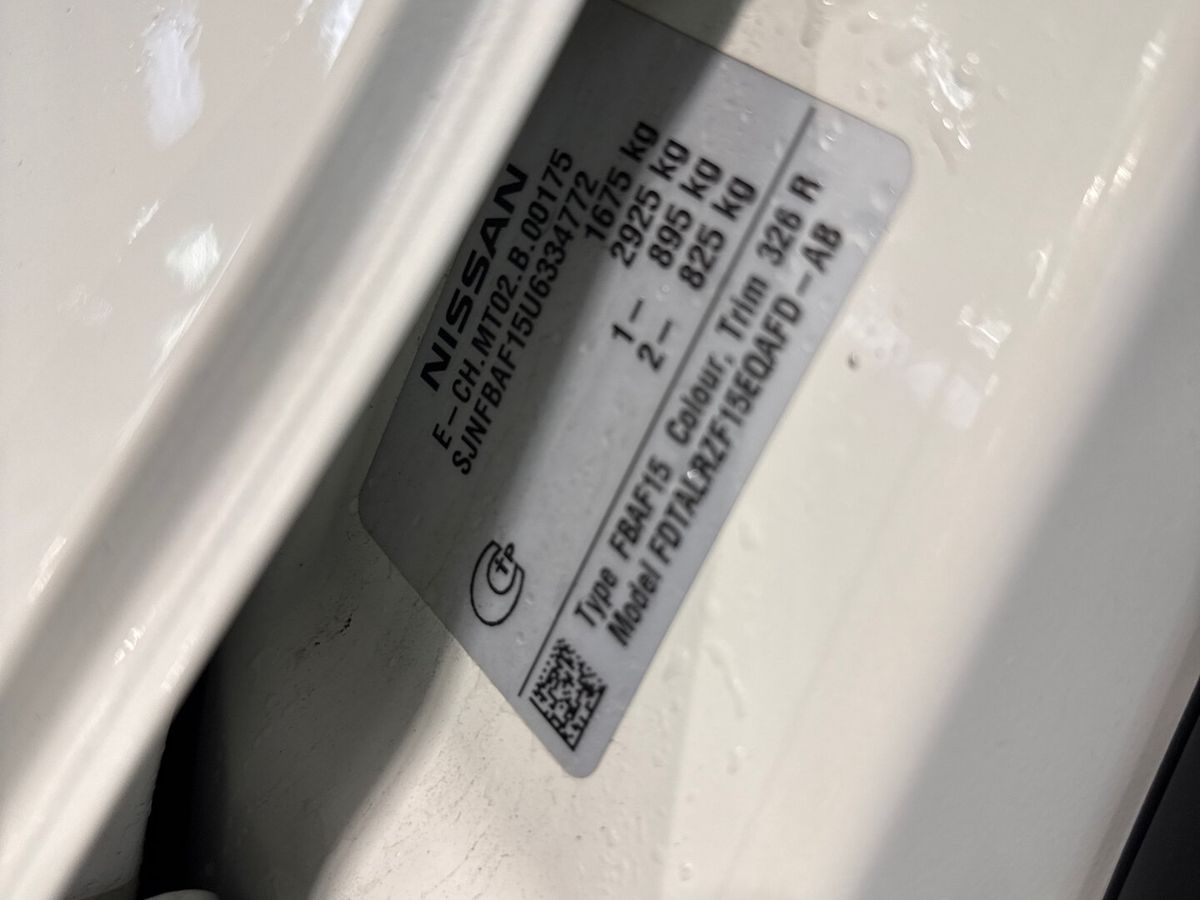 NISSAN
E-CH.MT02.B.00175
SJNFBAF15U6334772
1675 kg
2925 kg
1- 895 kg
2- 825 kg
Type FBAF15 Colour, Trim 326 R
Model FDTALRZF15EQAFD-AB